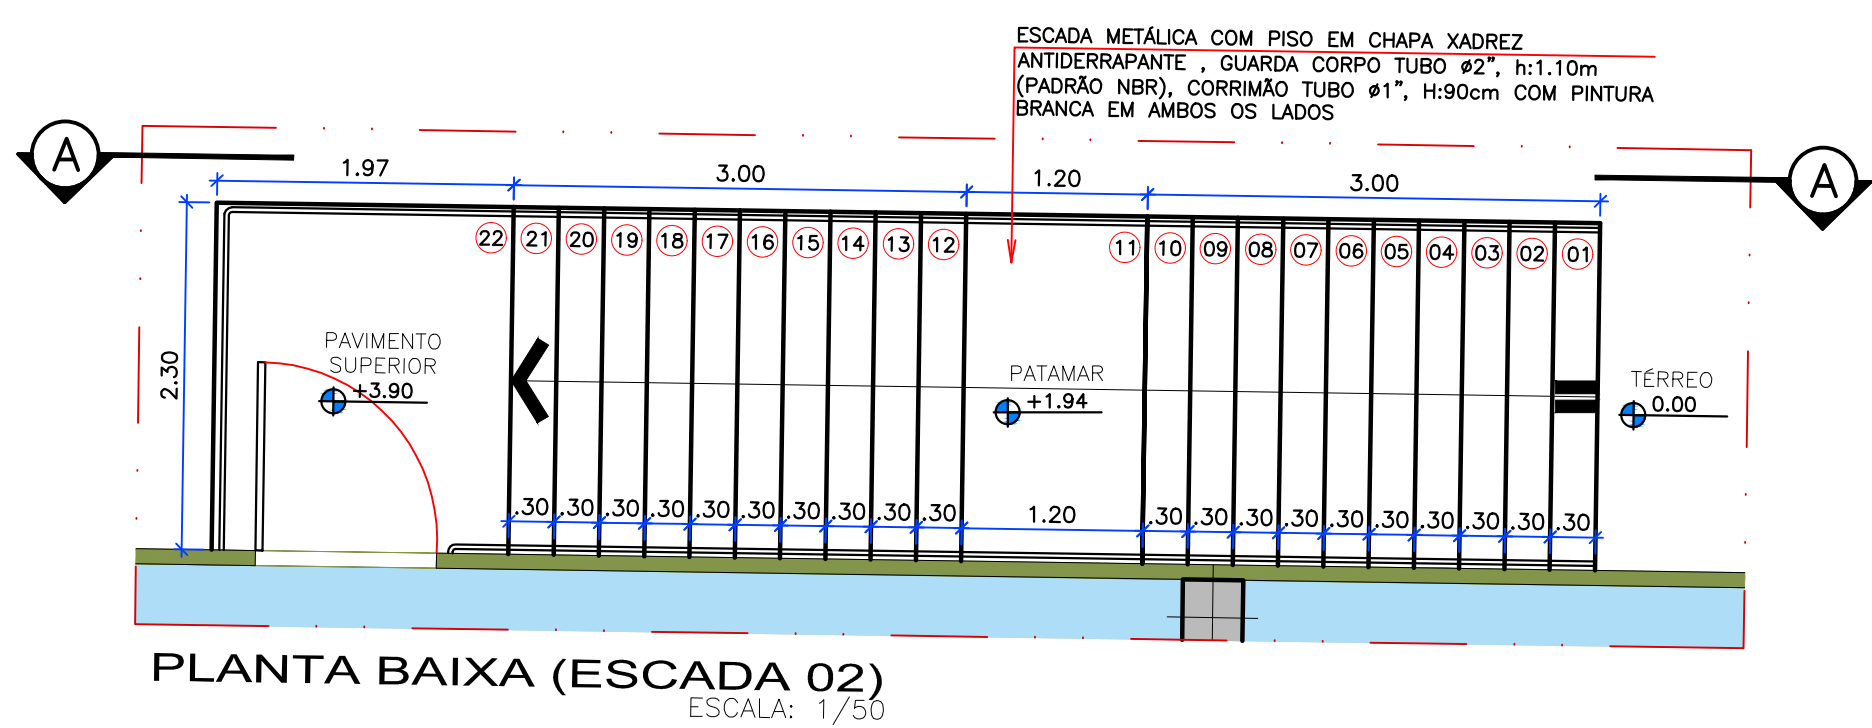 ESCADA METÁLICA COM PISO EM CHAPA XADREZ
ANTIDERRAPANTE , GUARDA CORPO TUBO ø2", h:1.10m
(PADRÃO NBR), CORRIMÃO TUBO ø1", H:90cm COM PINTURA
BRANCA EM AMBOS OS LADOS
A
A
1.97
3.00
1.20
3.00
22 21 20 19 18 17 16 15 14 13 12 11 10 09 08 07 06 05 04 03 02 01
2.30
PAVIMENTO
SUPERIOR
+3.90
PATAMAR
+1.94
TÉRREO
0.00
.30 .30 .30 .30 .30 .30 .30 .30 .30 .30 1.20 .30 .30 .30 .30 .30 .30 .30 .30 .30 .30
PLANTA BAIXA (ESCADA 02)
ESCALA: 1/50